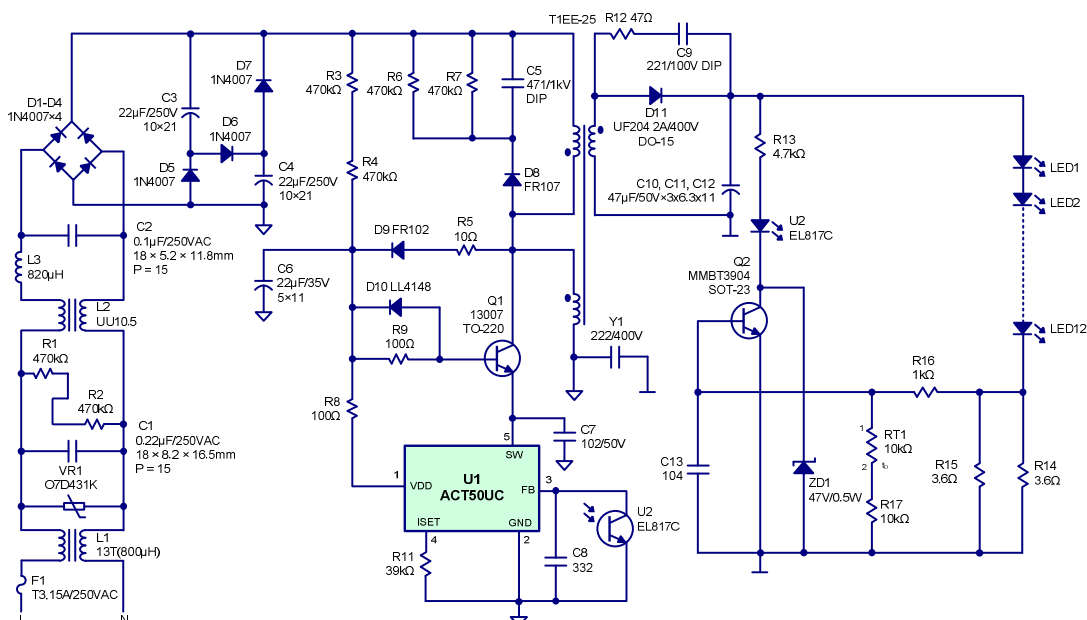 T1EE-25
R12 47Ω
C9
221/100V DIP
D7
1N4007
R3
470kΩ
R6
470kΩ
R7
470kΩ
C5
471/1kV
DIP
D1-D4
1N4007×4
C3
22µF/250V
10×21
D6
1N4007
D11
UF204 2A/400V
DO-15
R13
4.7kΩ
D5
1N4007
C4
22µF/250V
10×21
R4
470kΩ
D8
FR107
C10, C11, C12
47µF/50V×3x6.3x11
LED1
LED2
C2
0.1µF/250VAC
18 × 5.2 × 11.8mm
P = 15
D9 FR102
R5
10Ω
U2
EL817C
L3
820µH
C6
22µF/35V
5×11
Q2
MMBT3904
SOT-23
D10 LL4148
Q1
13007
TO-220
L2
UU10.5
Y1
222/400V
LED12
R9
100Ω
R1
470kΩ
R16
1kΩ
R2
470kΩ
R8
100Ω
C1
0.22µF/250VAC
18 × 8.2 × 16.5mm
P = 15
5
C7
102/50V
1
RT1
10kΩ
2
t°
SW
VR1
O7D431K
1
VDD
U1
ACT50UC
FB
3
C13
104
ZD1
47V/0.5W
R15
3.6Ω
R14
3.6Ω
R17
10kΩ
ISET
GND
4
2
U2
EL817C
L1
13T(800µH)
R11
39kΩ
C8
332
F1
T3.15A/250VAC
L
N